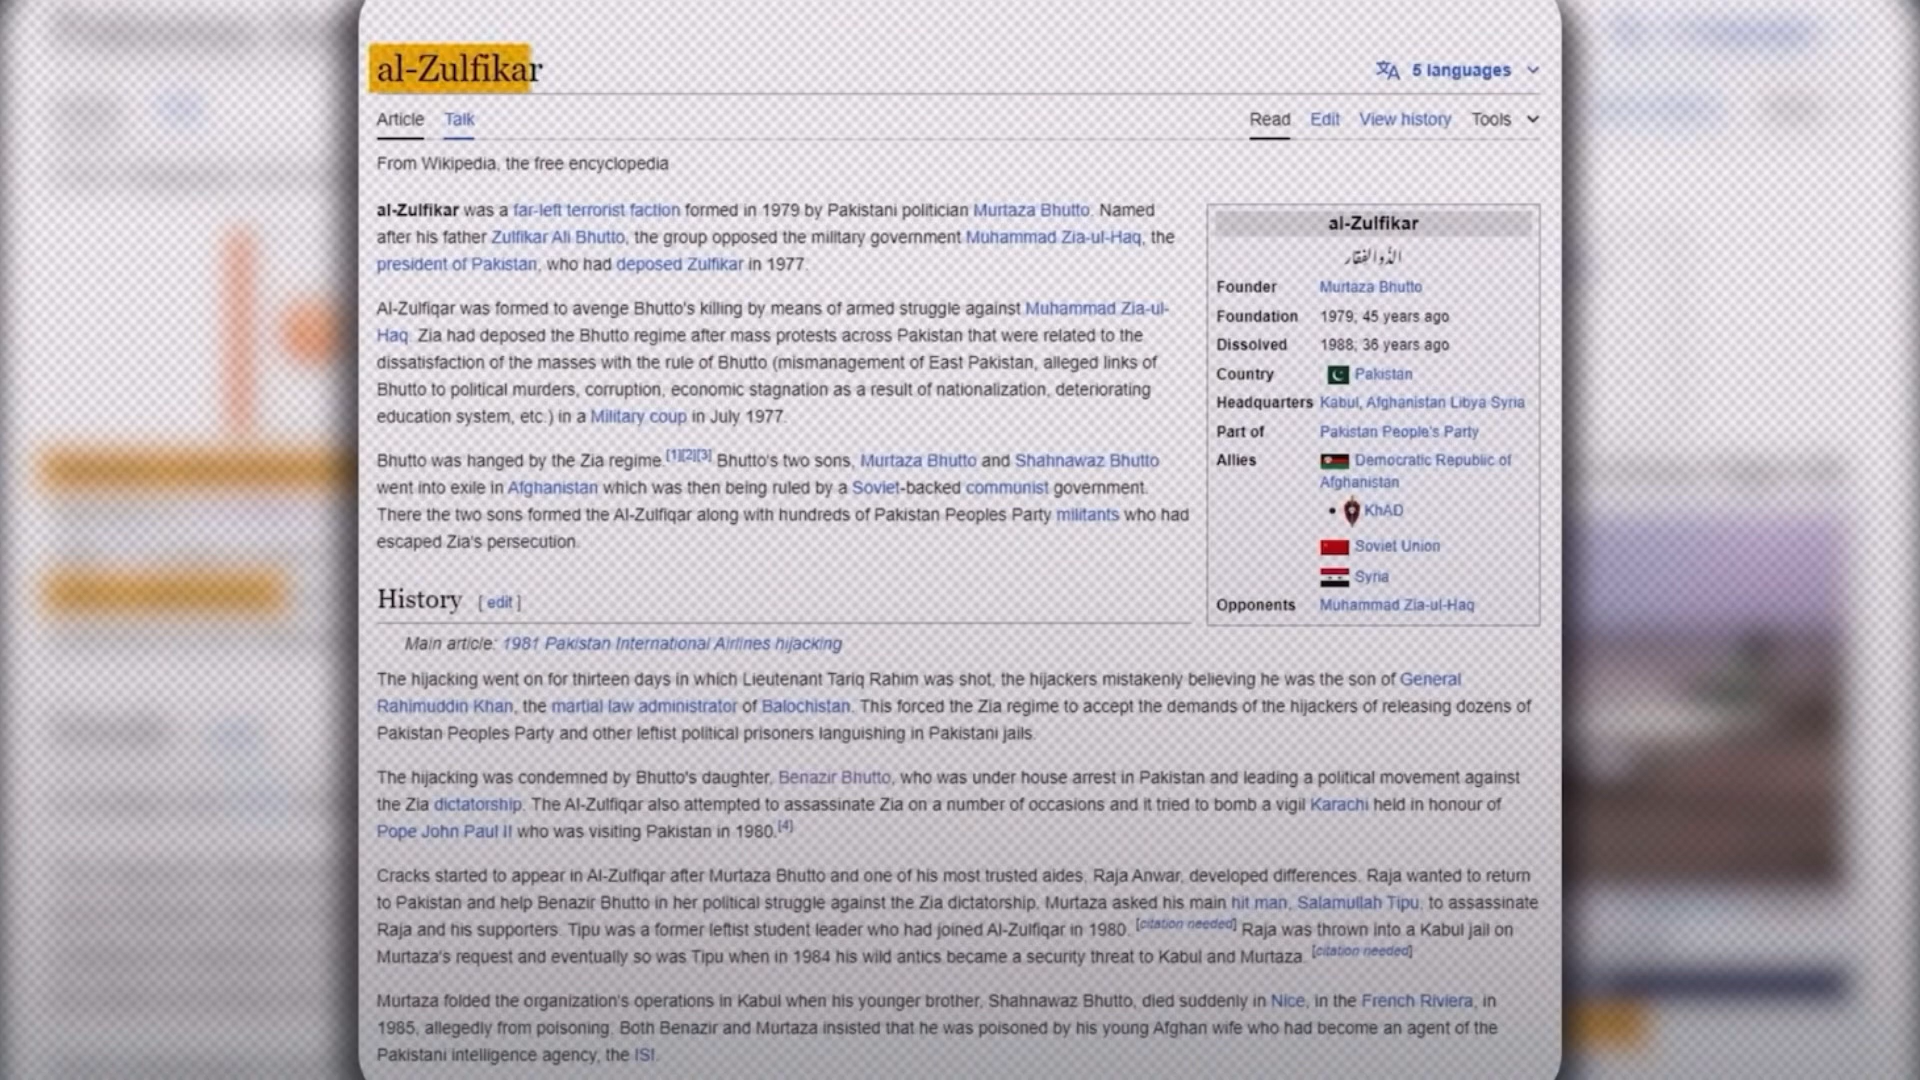 al-Zulfikar
5 languages
Article Talk
Read Edit View history Tools
From Wikipedia, the free encyclopedia
al-Zulfikar was a far-left terrorist faction formed in 1979 by Pakistani politician Murtaza Bhutto. Named
after his father Zulfikar Ali Bhutto, the group opposed the military government Muhammad Zia-ul-Haq, the
president of Pakistan, who had deposed Zulfikar in 1977.
Al-Zulfiqar was formed to avenge Bhutto's killing by means of armed struggle against Muhammad Zia-ul-
Haq. Zia had deposed the Bhutto regime after mass protests across Pakistan that were related to the
dissatisfaction of the masses with the rule of Bhutto (mismanagement of East Pakistan, alleged links of
Bhutto to political murders, corruption, economic stagnation as a result of nationalization, deteriorating
education system, etc.) in a Military coup in July 1977.
Bhutto was hanged by the Zia regime.[1][2][3] Bhutto's two sons, Murtaza Bhutto and Shahnawaz Bhutto
went into exile in Afghanistan which was then being ruled by a Soviet-backed communist government.
There the two sons formed the Al-Zulfiqar along with hundreds of Pakistan Peoples Party militants who had
escaped Zia's persecution.
al-Zulfikar
الذوالفقار
Founder Murtaza Bhutto
Foundation 1979; 45 years ago
Dissolved 1988; 36 years ago
Country Pakistan
Headquarters Kabul, Afghanistan Libya Syria
Part of Pakistan People's Party
Allies Democratic Republic of
Afghanistan
• KhAD
Soviet Union
Syria
Opponents Muhammad Zia-ul-Haq
History [ edit ]
Main article: 1981 Pakistan International Airlines hijacking
The hijacking went on for thirteen days in which Lieutenant Tariq Rahim was shot, the hijackers mistakenly believing he was the son of General
Rahimuddin Khan, the martial law administrator of Balochistan. This forced the Zia regime to accept the demands of the hijackers of releasing dozens of
Pakistan Peoples Party and other leftist political prisoners languishing in Pakistani jails.
The hijacking was condemned by Bhutto's daughter, Benazir Bhutto, who was under house arrest in Pakistan and leading a political movement against
the Zia dictatorship. The Al-Zulfiqar also attempted to assassinate Zia on a number of occasions and it tried to bomb a vigil Karachi held in honour of
Pope John Paul II who was visiting Pakistan in 1980.[4]
Cracks started to appear in Al-Zulfiqar after Murtaza Bhutto and one of his most trusted aides, Raja Anwar, developed differences. Raja wanted to return
to Pakistan and help Benazir Bhutto in her political struggle against the Zia dictatorship. Murtaza asked his main hit man, Salamullah Tipu, to assassinate
Raja and his supporters. Tipu was a former leftist student leader who had joined Al-Zulfiqar in 1980. [citation needed] Raja was thrown into a Kabul jail on
Murtaza's request and eventually so was Tipu when in 1984 his wild antics became a security threat to Kabul and Murtaza. [citation needed]
Murtaza folded the organization's operations in Kabul when his younger brother, Shahnawaz Bhutto, died suddenly in Nice, in the French Riviera, in
1985, allegedly from poisoning. Both Benazir and Murtaza insisted that he was poisoned by his young Afghan wife who had become an agent of the
Pakistani intelligence agency, the ISI.